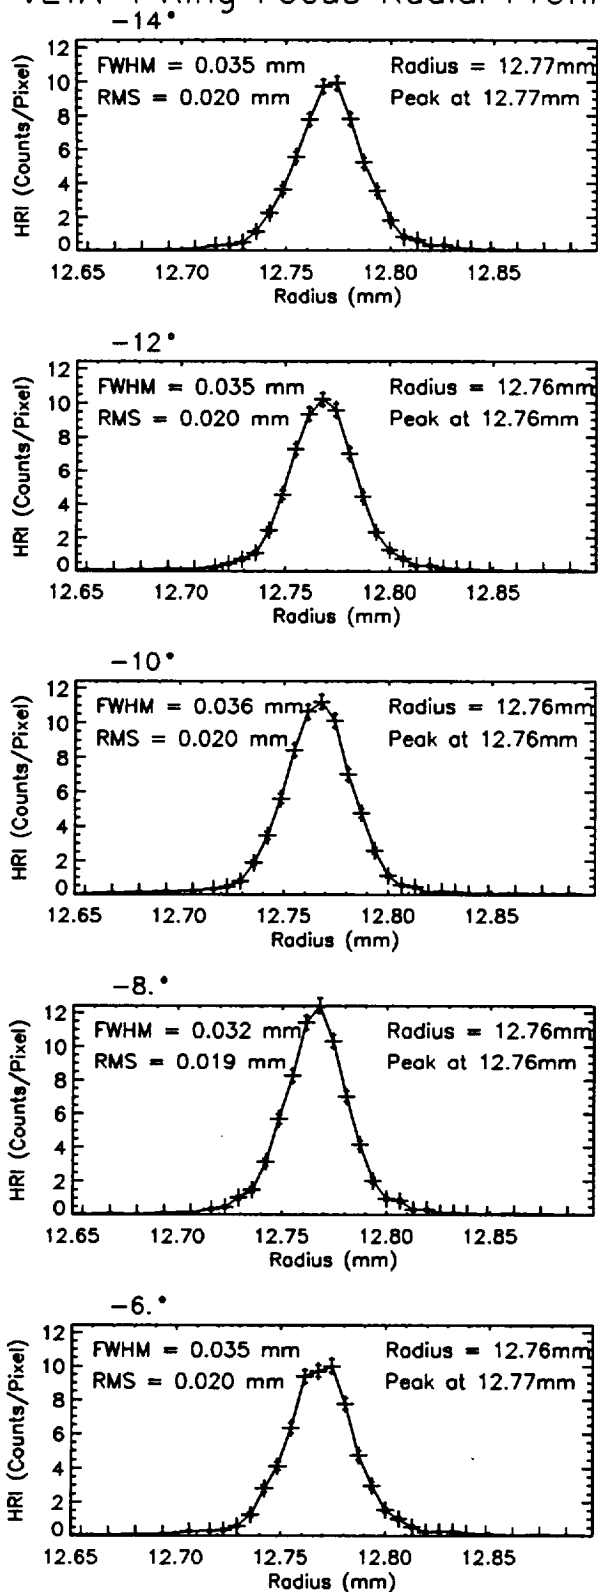 Ring Focus Radial
-14°
FWHM = 0.035 mm Radius = 12.77mm
RMS = 0.020 mm Peak at 12.77mm
HRI (Counts/Pixel)
12
10
8
6
4
2
0
12.65 12.70 12.75 12.80 12.85
Radius (mm)
-12°
FWHM = 0.035 mm Radius = 12.76mm
RMS = 0.020 mm Peak at 12.76mm
HRI (Counts/Pixel)
12
10
8
6
4
2
0
12.65 12.70 12.75 12.80 12.85
Radius (mm)
-10°
FWHM = 0.036 mm Radius = 12.76mm
RMS = 0.020 mm Peak at 12.76mm
HRI (Counts/Pixel)
12
10
8
6
4
2
0
12.65 12.70 12.75 12.80 12.85
Radius (mm)
-8.°
FWHM = 0.032 mm Radius = 12.76mm
RMS = 0.019 mm Peak at 12.76mm
HRI (Counts/Pixel)
12
10
8
6
4
2
0
12.65 12.70 12.75 12.80 12.85
Radius (mm)
-6.°
FWHM = 0.035 mm Radius = 12.76mm
RMS = 0.020 mm Peak at 12.77mm
HRI (Counts/Pixel)
12
10
8
6
4
2
0
12.65 12.70 12.75 12.80 12.85
Radius (mm)